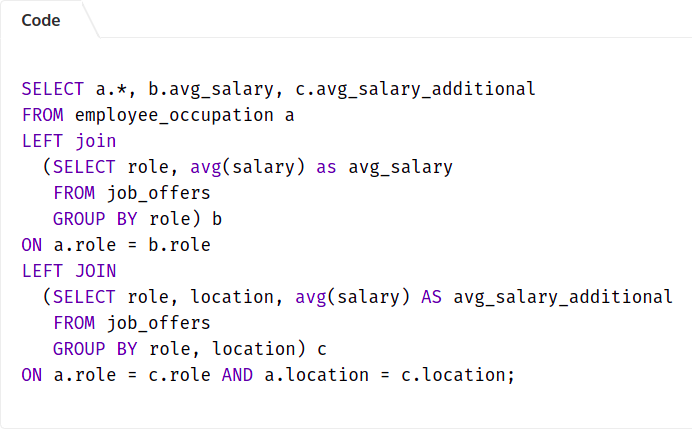 Code
SELECT a.*, b.avg_salary, c.avg_salary_additional
FROM employee_occupation a
LEFT join
(SELECT role, avg(salary) as avg_salary
FROM job_offers
GROUP BY role) b
ON a.role = b.role
LEFT JOIN
(SELECT role, location, avg(salary) AS avg_salary_additional
FROM job_offers
GROUP BY role, location) c
ON a.role = c.role AND a.location = c.location;